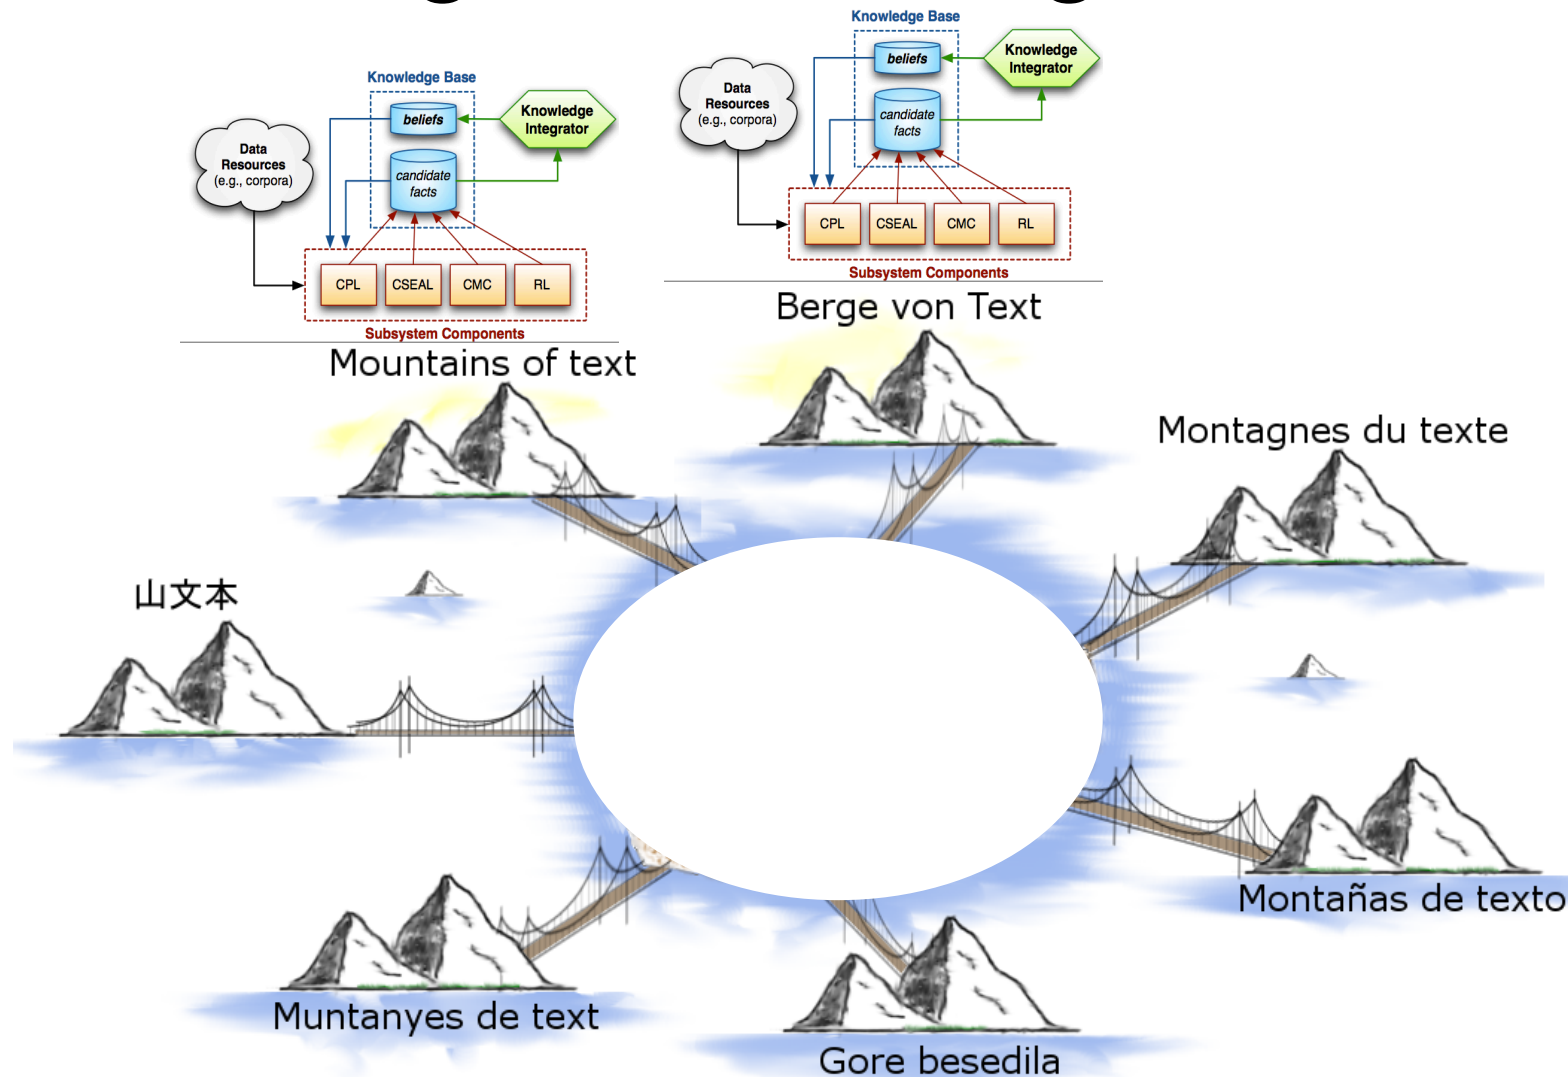 Knowledge Base
beliefs
Knowledge
Integrator
Data
Resources
(e.g., corpora)
candidate
facts
CPL
CSEAL
CMC
RL
Subsystem Components
Berge von Text
Knowledge Base
beliefs
Knowledge
Integrator
Data
Resources
(e.g., corpora)
candidate
facts
CPL
CSEAL
CMC
RL
Subsystem Components
Mountains of text
Montagnes du texte
山文本
Montañas de texto
Muntanyes de text
Gore besedila